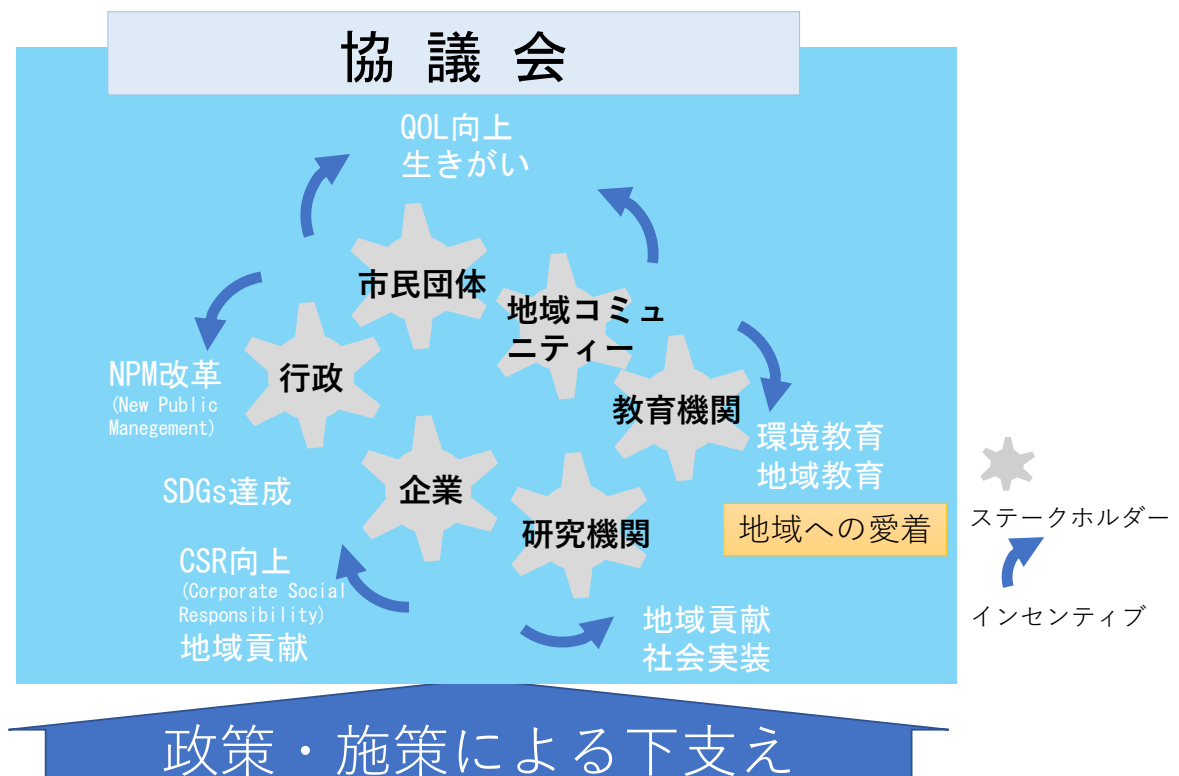 協議会
QOL向上
生きがい
市民団体
地域コミュ
ニティー
行政
NPM改革
(New Public
Manegement)
教育機関
環境教育
地域教育
SDGs達成
企業
研究機関
地域への愛着
CSR向上
(Corporate Social
Responsibility)
地域貢献
地域貢献
社会実装
政策・施策による下支え
ステークホルダー
インセンティブ